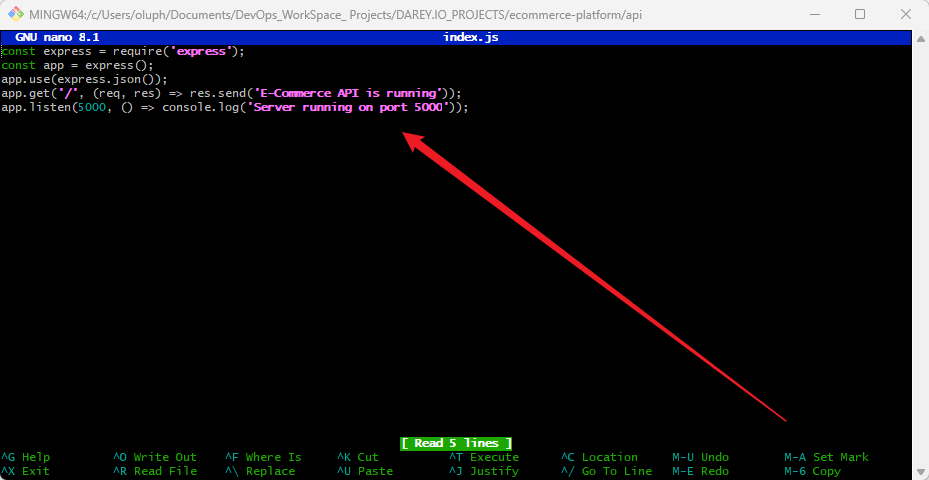 MINGW64:/c/Users/oluph/Documents/DevOps_WorkSpace_ Projects/DAREY.IO_PROJECTS/ecommerce-platform/api
GNU nano 8.1 index.js
const express = require('express');
const app = express();
app.use(express.json());
app.get('/', (req, res) => res.send('E-Commerce API is running'));
app.listen(5000, () => console.log('Server running on port 5000'));
[ Read 5 lines ]
^G Help ^O Write Out ^F Where Is ^K Cut ^T Execute ^C Location M-U Undo M-A Set Mark
^X Exit ^R Read File ^\ Replace ^U Paste ^J Justify ^/ Go To Line M-E Redo M-6 Copy